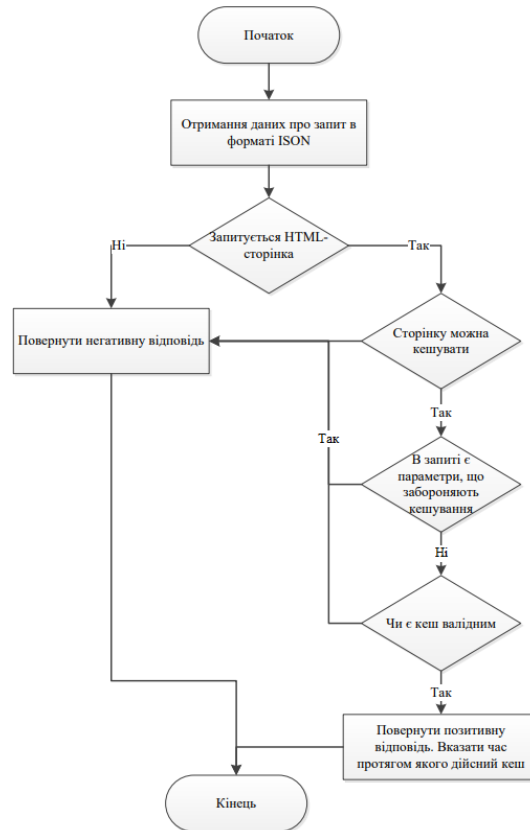 Початок
Отримання даних про запит в
форматі ISON
Запитується HTML-
сторінка
Ні
Так
Повернути негативну відповідь
Сторінку можна
кешувати
Так
Так
В запиті є
параметри, що
забороняють
кешування
Ні
Чи є кеш валідним
Так
Повернути позитивну
відповідь. Вказати час
протягом якого дійсний кеш
Кінець